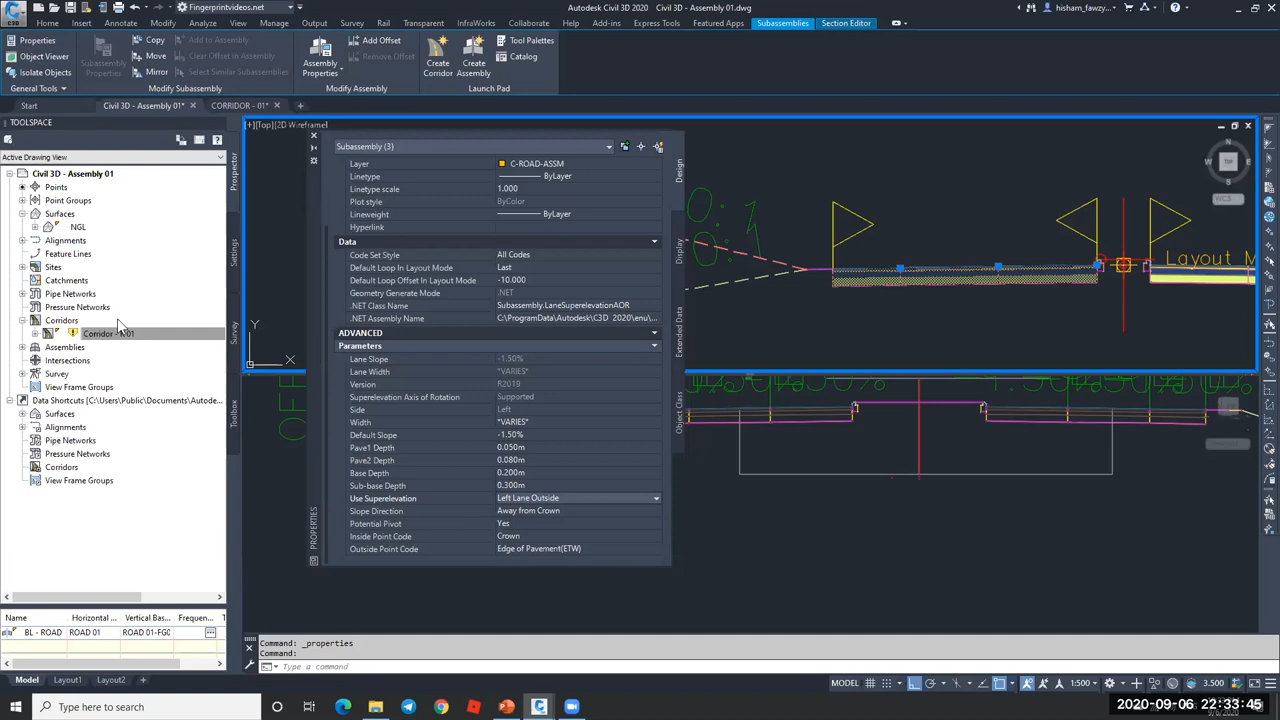 Fingerprintvideos.net
Autodesk Civil 3D 2020 Civil 3D - Assembly 01.dwg
hisham_fawzy...
Home Insert Annotate Modify Analyze View Manage Output Survey Rail Transparent InfraWorks Collaborate Help Add-ins Express Tools Featured Apps Subassemblies Section Editor
Properties
Object Viewer
Isolate Objects
General Tools
Subassembly Properties
Copy
Move
Mirror
Add to Assembly
Clear Offset in Assembly
Select Similar Subassemblies
Modify Subassembly
Assembly Properties
Add Offset
Remove Offset
Modify Assembly
Create Corridor
Create Assembly
Tool Palettes
Catalog
Launch Pad
Start Civil 3D - Assembly 01* CORRIDOR - 01*
TOOLSPACE
Active Drawing View
Civil 3D - Assembly 01
Points
Point Groups
Surfaces
NGL
Alignments
Feature Lines
Sites
Catchments
Pipe Networks
Pressure Networks
Corridors
Assemblies
Intersections
Survey
View Frame Groups
Data Shortcuts [C:\Users\Public\Documents\Autode...
Surfaces
Alignments
Pipe Networks
Pressure Networks
Corridors
View Frame Groups
Prospector
Settings
Survey
Toolbox
Name Horizontal ... Vertical Bas... Frequen... T
BL - ROAD ROAD 01 ROAD 01-FG
[+][Top][2D Wireframe]
Subassembly (3)
Layer C-ROAD-ASSM
Linetype ByLayer
Linetype scale 1.000
Plot style ByColor
Lineweight ByLayer
Hyperlink
Data
Code Set Style All Codes
Default Loop In Layout Mode Last
Default Loop Offset In Layout Mode -10.000
Geometry Generate Mode .NET
.NET Class Name Subassembly.LaneSuperelevationAOR
.NET Assembly Name C:\ProgramData\Autodesk\C3D 2020\enu\...
ADVANCED
Parameters
Lane Slope -1.50%
Lane Width *VARIES*
Version R2019
Superelevation Axis of Rotation Supported
Side Left
Width *VARIES*
Default Slope -1.50%
Pave1 Depth 0.050m
Pave2 Depth 0.080m
Base Depth 0.200m
Sub-base Depth 0.300m
Use Superelevation Left Lane Outside
Slope Direction Away from Crown
Potential Pivot Yes
Inside Point Code Crown
Outside Point Code Edge of Pavement(ETW)
PROPERTIES
Design
Display
Extended Data
Object Class
Layout M
N
W
E
S
TOP
WCS
Y
X
Command: _properties
Command:
Type a command
Model Layout1 Layout2
MODEL 1:500 3.500
Type here to search
2020-09-06 22:33:45